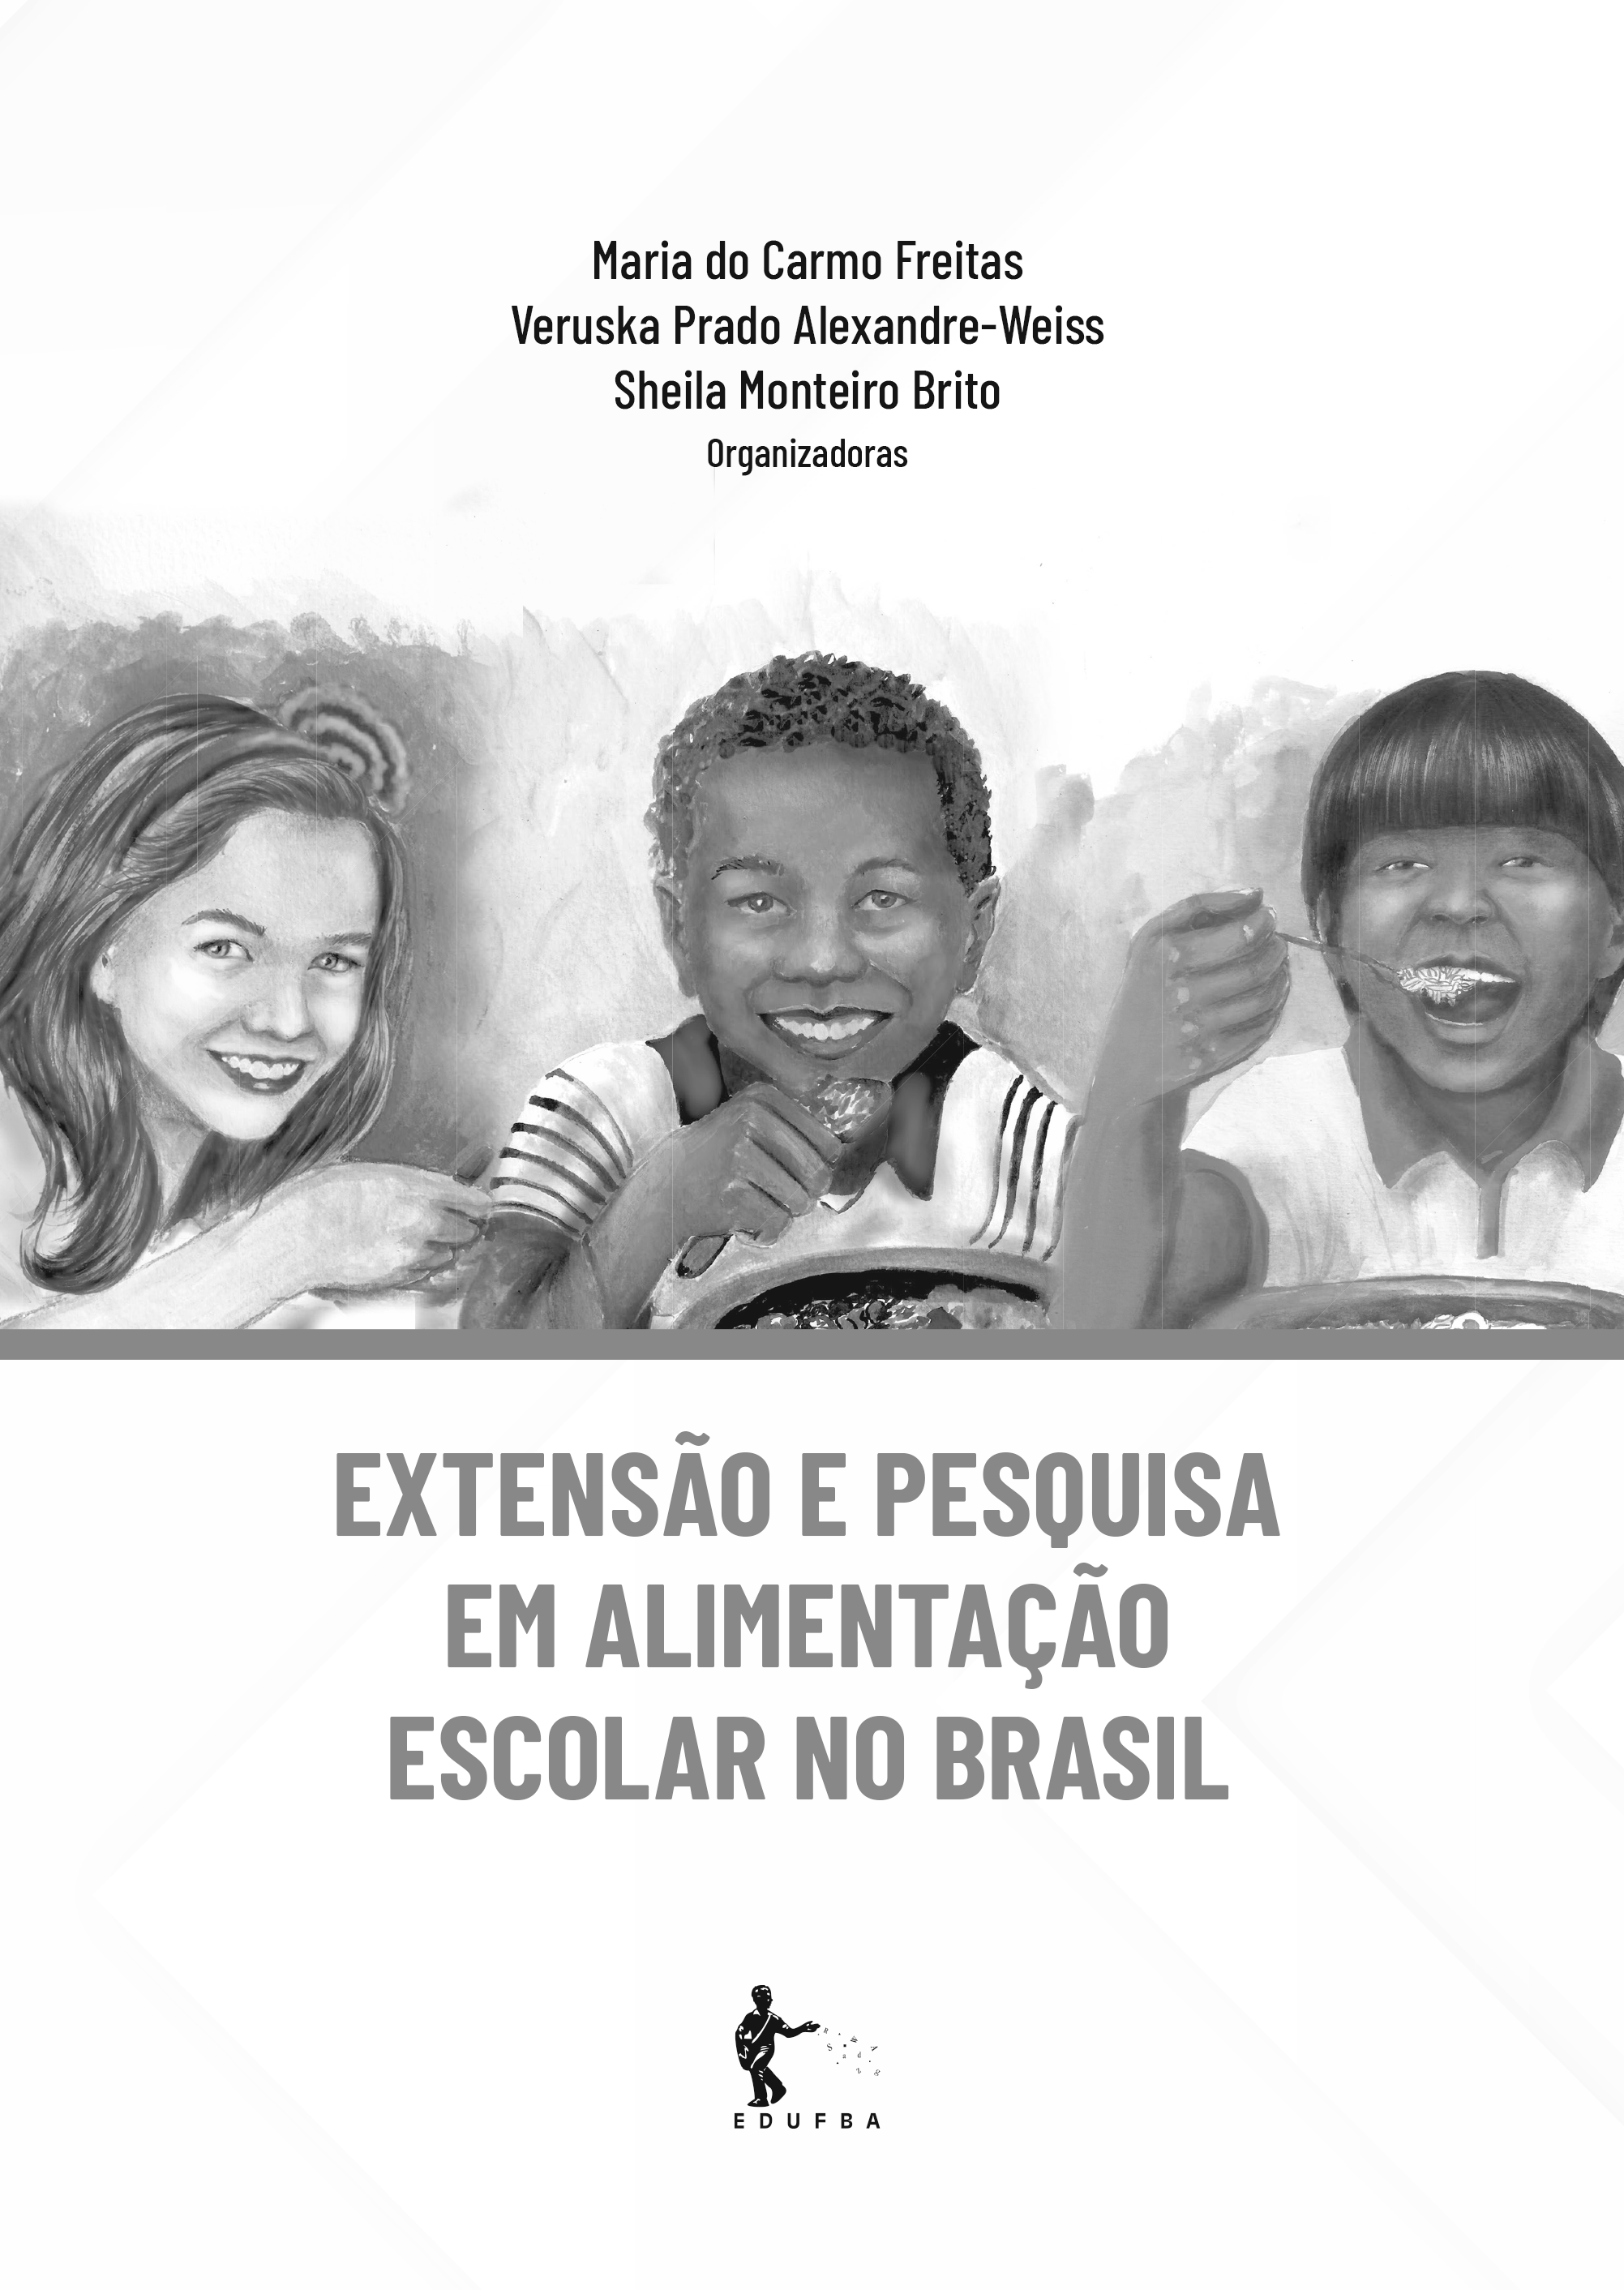 Maria do Carmo Freitas
Veruska Prado Alexandre-Weiss
Sheila Monteiro Brito
Organizadoras
EXTENSÃO E PESQUISA
EM ALIMENTAÇÃO
ESCOLAR NO BRASIL
EDUFBA